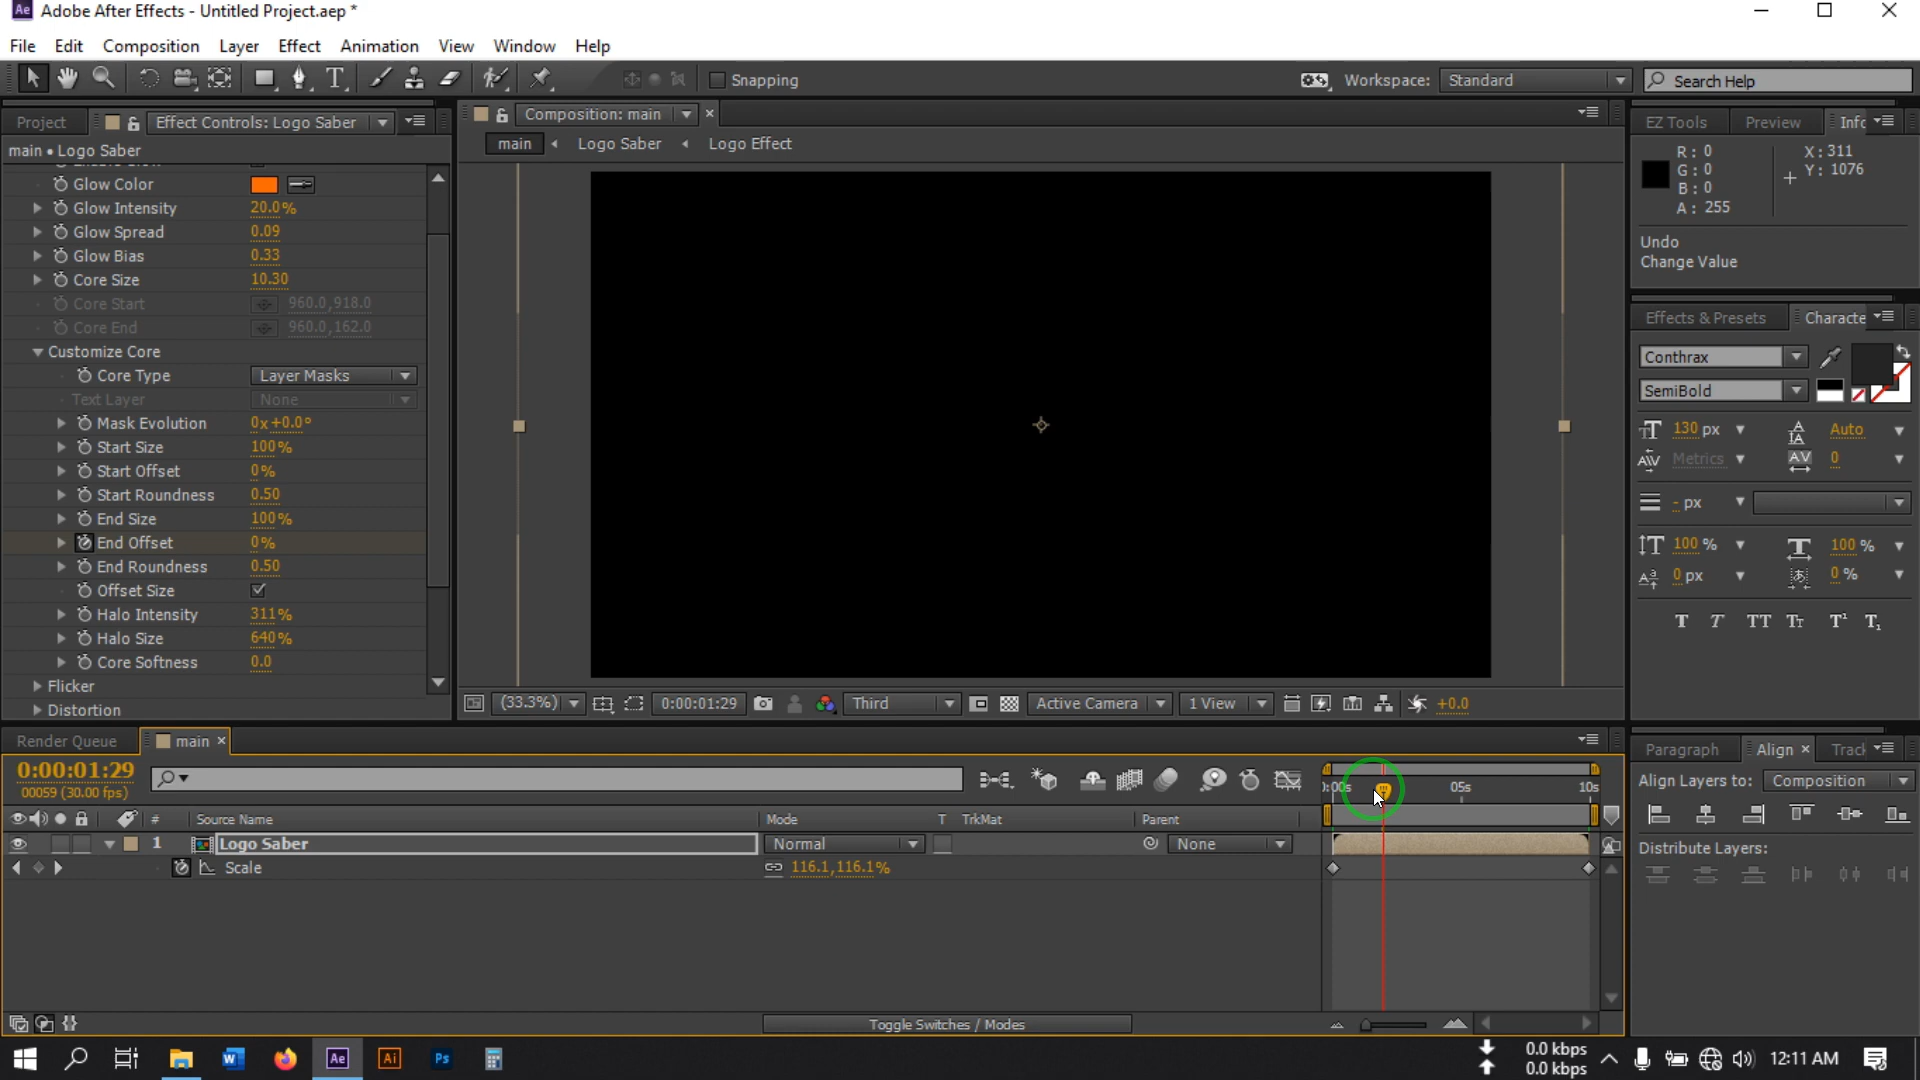 Adobe After Effects - Untitled Project.aep *
File Edit Composition Layer Effect Animation View Window Help
Snapping
Workspace: Standard
Search Help
Project
Effect Controls: Logo Saber
main • Logo Saber
Glow Color
Glow Intensity 20.0%
Glow Spread 0.09
Glow Bias 0.33
Core Size 10.30
Core Start 960.0,918.0
Core End 960.0,162.0
Customize Core
Core Type Layer Masks
Text Layer None
Mask Evolution 0x+0.0°
Start Size 100%
Start Offset 0%
Start Roundness 0.50
End Size 100%
End Offset 0%
End Roundness 0.50
Offset Size
Halo Intensity 311%
Halo Size 640%
Core Softness 0.0
Flicker
Distortion
Composition: main
main Logo Saber Logo Effect
(33.3%) 0:00:01:29 Third Active Camera 1 View +0.0
EZ Tools Preview Info
R: 0
G: 0
B: 0
A: 255
X: 311
Y: 1076
Undo
Change Value
Effects & Presets Characte
Conthrax
SemiBold
130 px Auto
Metrics 0
- px
100 % 100 %
0 px 0 %
Render Queue main
0:00:01:29
00059 (30.00 fps)
# Source Name Mode T TrkMat Parent
1 Logo Saber Normal None
Scale 116.1,116.1%
05s 10s
Toggle Switches / Modes
Paragraph Align Track
Align Layers to: Composition
Distribute Layers:
0.0 kbps
0.0 kbps
12:11 AM